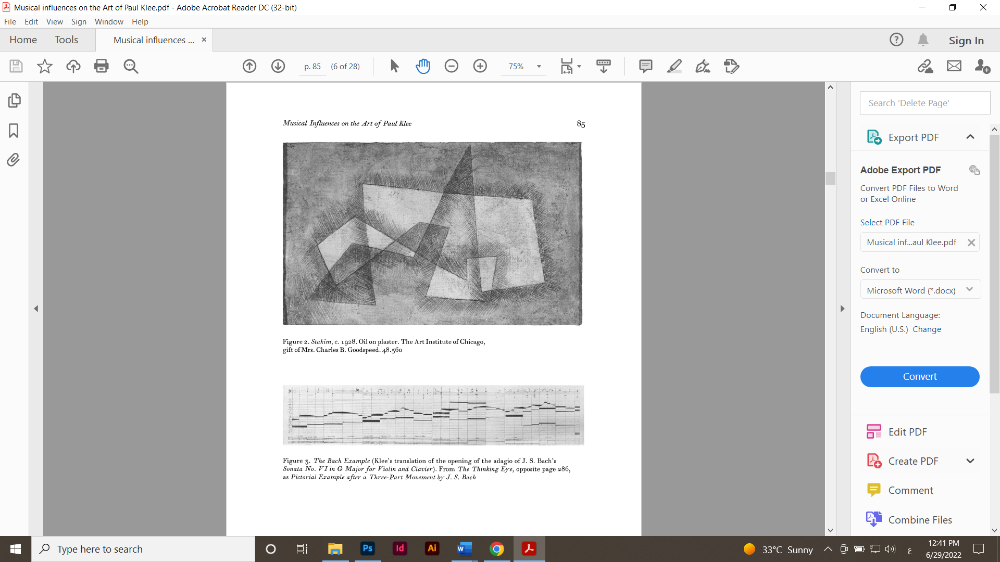 Musical influences on the Art of Paul Klee.pdf - Adobe Acrobat Reader DC (32-bit)
File Edit View Sign Window Help
Home Tools Musical influences ... × Sign In
p. 85 (6 of 28) 75%
Search 'Delete Page'
Musical Influences on the Art of Paul Klee 85
Export PDF
Adobe Export PDF
Convert PDF Files to Word
or Excel Online
Select PDF File
Musical inf...aul Klee.pdf
Convert to
Microsoft Word (*.docx)
Document Language:
English (U.S.) Change
Convert
Edit PDF
Create PDF
Comment
Combine Files
Figure 2. Stakim, c. 1928. Oil on plaster. The Art Institute of Chicago,
gift of Mrs. Charles B. Goodspeed. 48.560
Figure 3. The Bach Example (Klee's translation of the opening of the adagio of J. S. Bach's
Sonata No. VI in G Major for Violin and Clavier). From The Thinking Eye, opposite page 286,
as Pictorial Example after a Three-Part Movement by J. S. Bach
Type here to search
Ps Id Ai W
33°C Sunny
ع
12:41 PM
6/29/2022